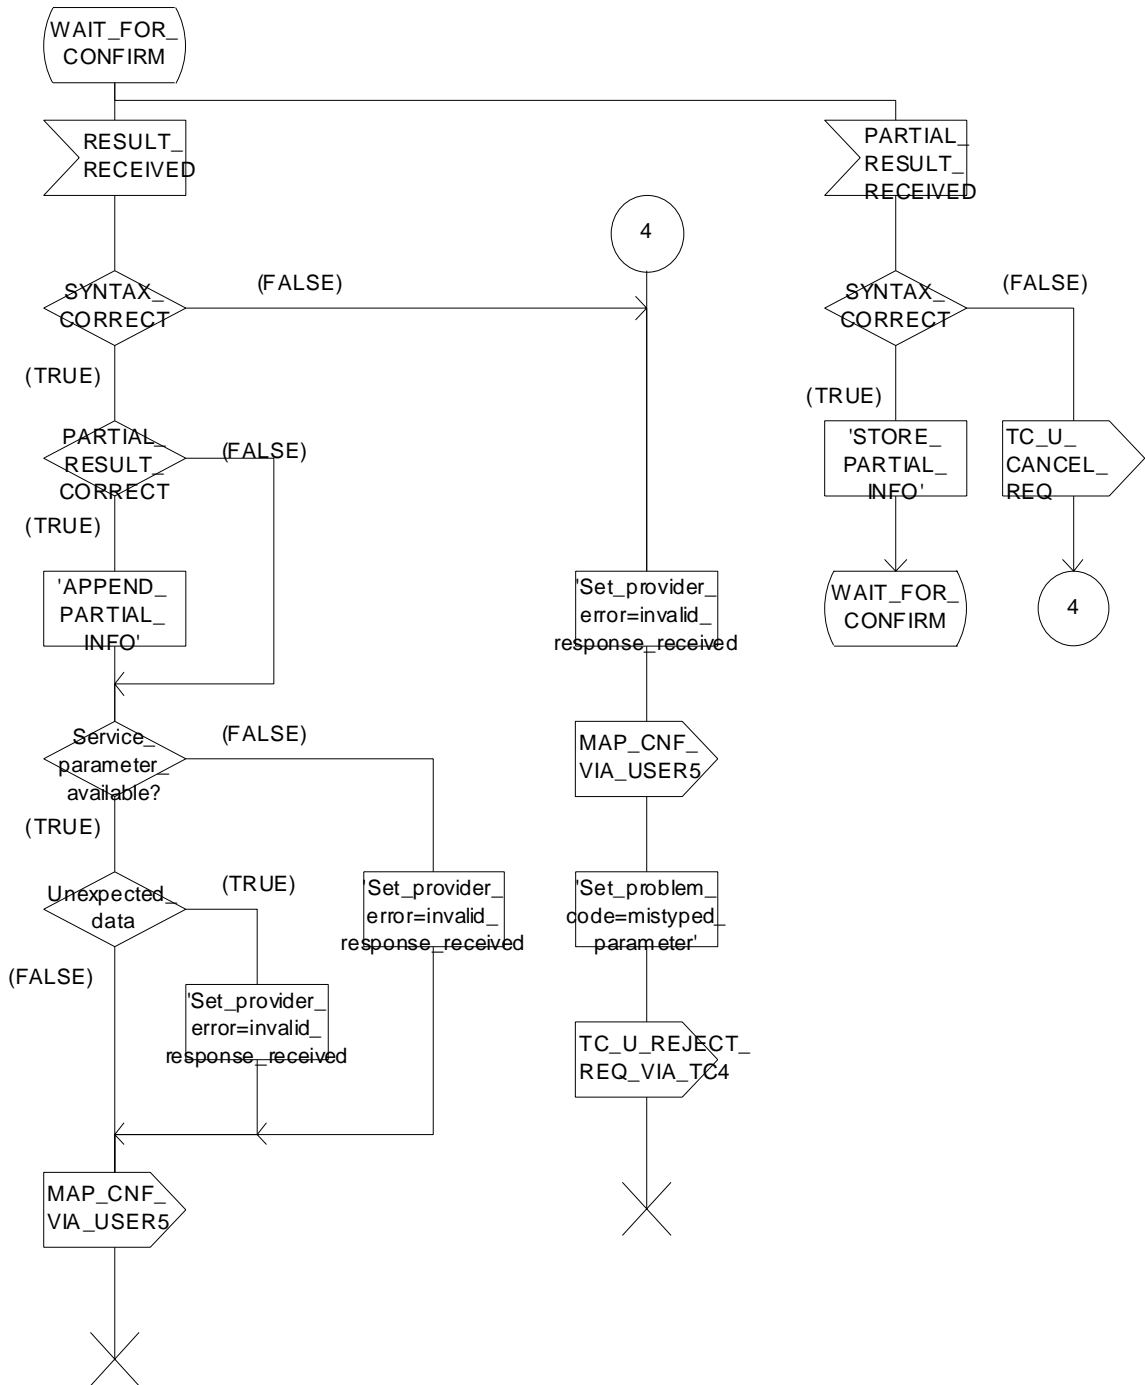 WAIT_FOR_
CONFIRM
RESULT_
RECEIVED
PARTIAL_
RESULT_
RECEIVED
4
SYNTAX_
CORRECT
(FALSE)
SYNTAX_
CORRECT
(FALSE)
(TRUE)
(TRUE)
PARTIAL_
RESULT_
CORRECT
(FALSE)
'STORE_
PARTIAL_
INFO'
TC_U_
CANCEL_
REQ
(TRUE)
'APPEND_
PARTIAL_
INFO'
'Set_provider_
error=invalid_
response_received
WAIT_FOR_
CONFIRM
4
Service_
parameter_
available?
(FALSE)
MAP_CNF_
VIA_USER5
(TRUE)
Unexpected_
data
(TRUE)
'Set_provider_
error=invalid_
response_received
'Set_problem_
code=mistyped_
parameter'
(FALSE)
'Set_provider_
error=invalid_
response_received
TC_U_REJECT_
REQ_VIA_TC4
MAP_CNF_
VIA_USER5